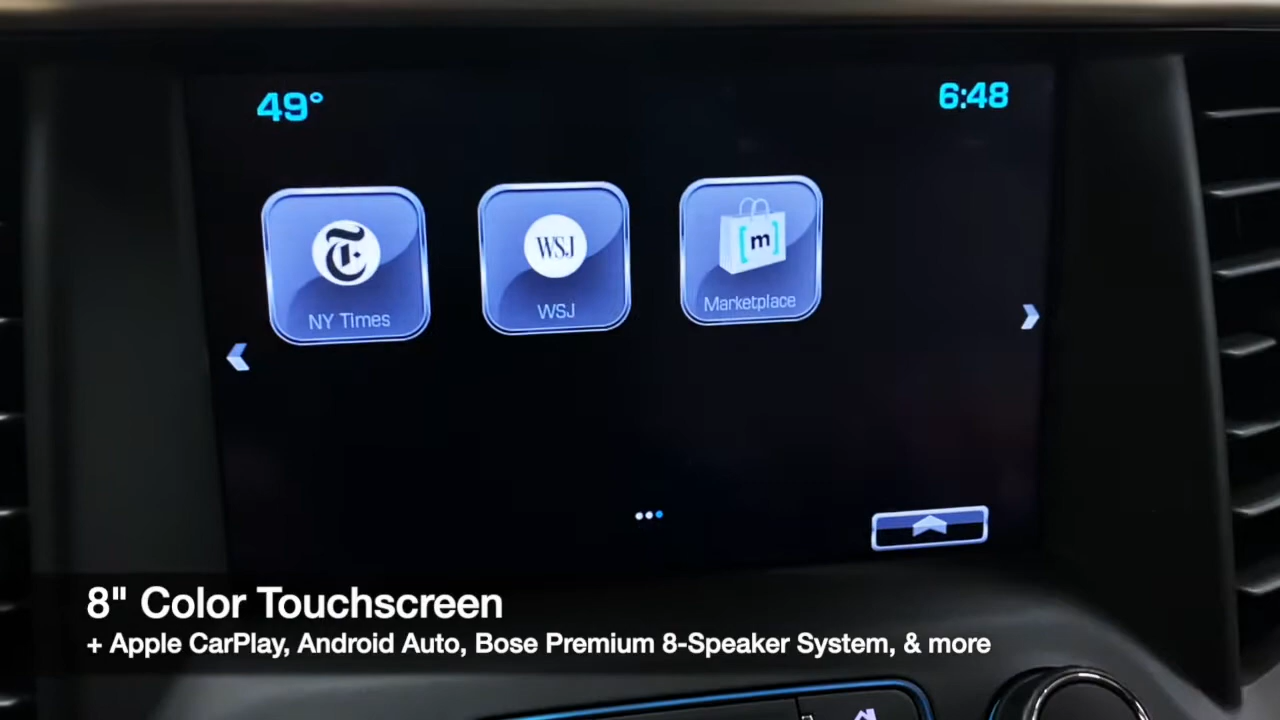 49°
6:48
T
WSJ
[m]
NY Times
WSJ
Marketplace
8" Color Touchscreen
+ Apple CarPlay, Android Auto, Bose Premium 8-Speaker System, & more